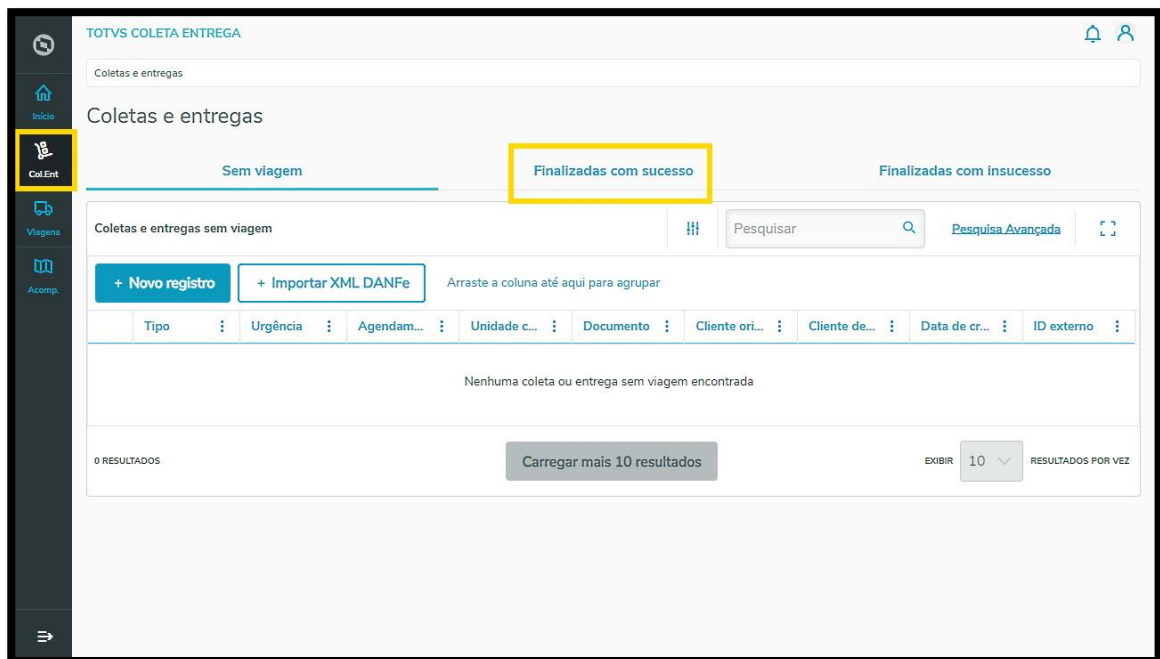 TOTVS COLETA ENTREGA
Coletas e entregas
Início
Col.Ent
Viagens
Acomp.
Coletas e entregas
Sem viagem
Finalizadas com sucesso
Finalizadas com insucesso
Coletas e entregas sem viagem
Pesquisar
Pesquisa Avançada
+ Novo registro
+ Importar XML DANFe
Arraste a coluna até aqui para agrupar
Tipo
Urgência
Agendam...
Unidade c...
Documento
Cliente ori...
Cliente de...
Data de cr...
ID externo
Nenhuma coleta ou entrega sem viagem encontrada
0 RESULTADOS
Carregar mais 10 resultados
EXIBIR 10 RESULTADOS POR VEZ